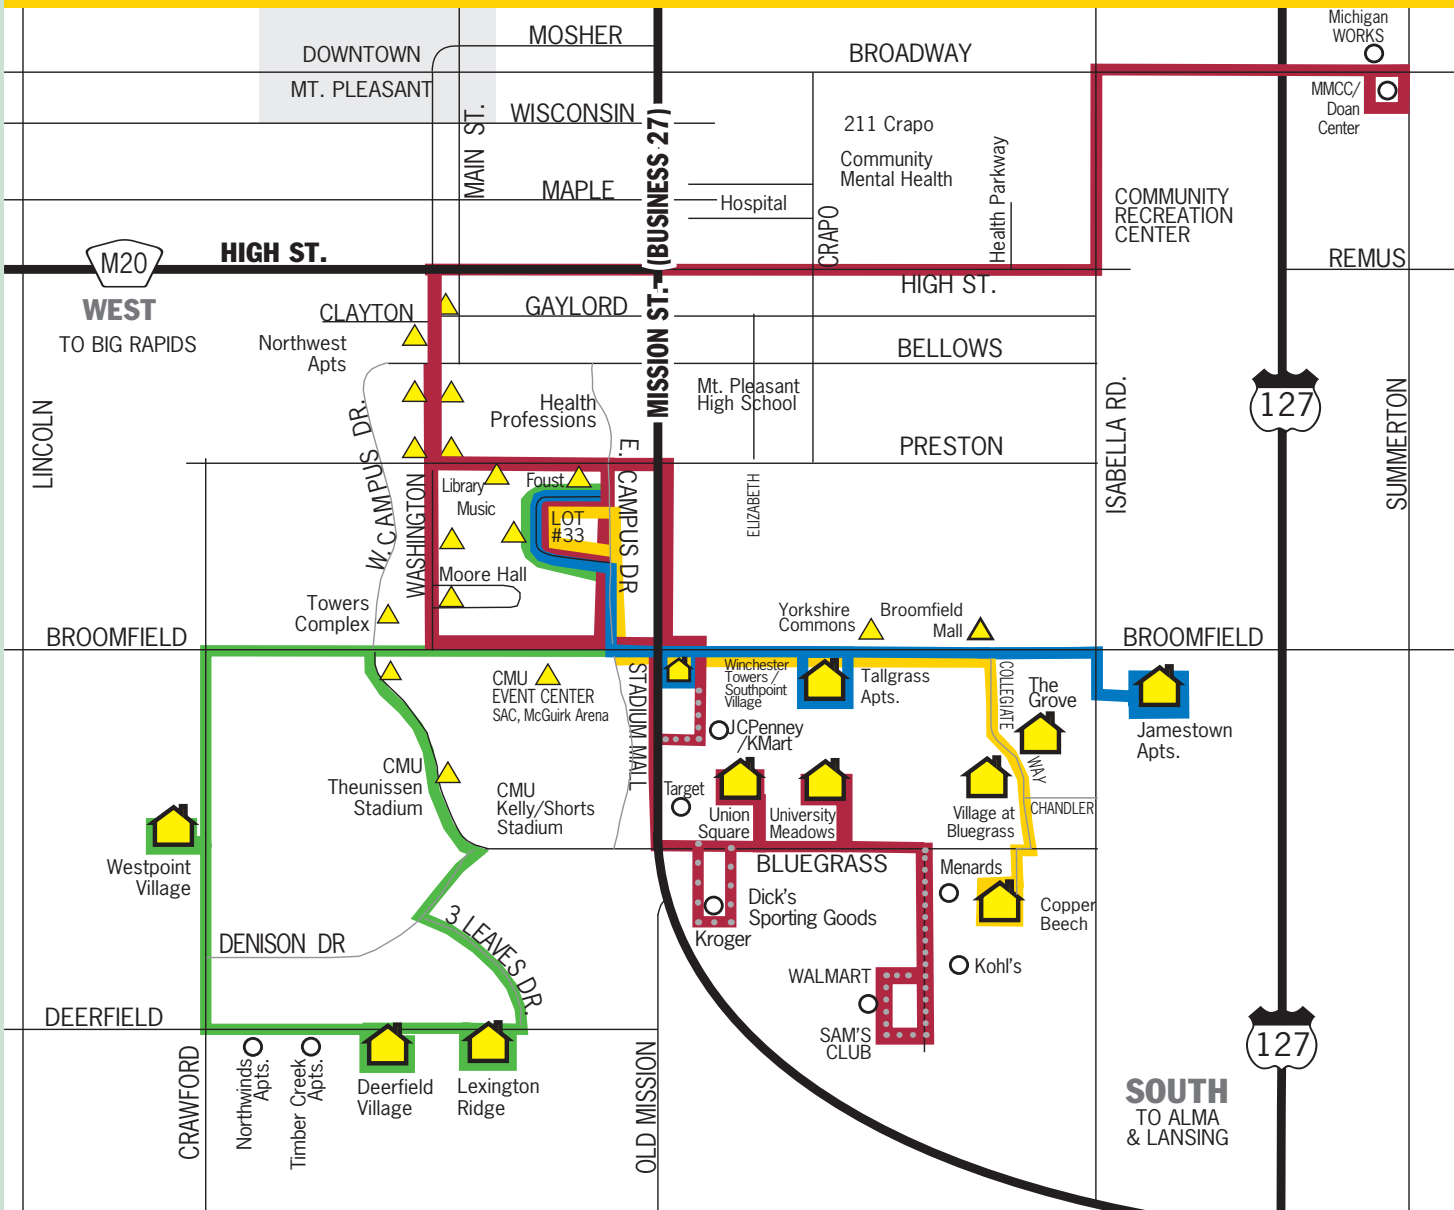 Michigan
WORKS
MOSHER
DOWNTOWN
BROADWAY
MT. PLEASANT
MMCC/
Doan
Center
WISCONSIN
MAIN ST.
211 Crapo
Community
Mental Health
MAPLE
Hospital
CRAPO
Health Parkway
COMMUNITY
RECREATION
CENTER
MISSION ST. (BUSINESS 27)
HIGH ST.
M20
REMUS
HIGH ST.
WEST
TO BIG RAPIDS
CLAYTON
GAYLORD
Northwest
Apts
BELLOWS
Mt. Pleasant
High School
Health
Professions
127
LINCOLN
W. CAMPUS DR.
ISABELLA RD.
SUMMERTON
PRESTON
E. CAMPUS DR
WASHINGTON
Library
Foust
Music
LOT
#33
ELIZABETH
Moore Hall
Towers
Complex
Yorkshire
Commons
Broomfield
Mall
BROOMFIELD
BROOMFIELD
CMU
EVENT CENTER
SAC, McGuirk Arena
STADIUM MALL
Winchester
Towers /
Southpoint
Village
Tallgrass
Apts.
COLLEGIATE
WAY
The
Grove
Jamestown
Apts.
JCPenney
/KMart
CMU
Theunissen
Stadium
CMU
Kelly/Shorts
Stadium
Target
Union
Square
University
Meadows
Village at
Bluegrass
CHANDLER
Westpoint
Village
BLUEGRASS
Menards
Dick's
Sporting Goods
Kroger
Copper
Beech
3 LEAVES DR.
DENISON DR
WALMART
Kohl's
SAM'S
CLUB
DEERFIELD
127
CRAWFORD
Northwinds
Apts.
Timber Creek
Apts.
Deerfield
Village
Lexington
Ridge
OLD MISSION
SOUTH
TO ALMA
& LANSING